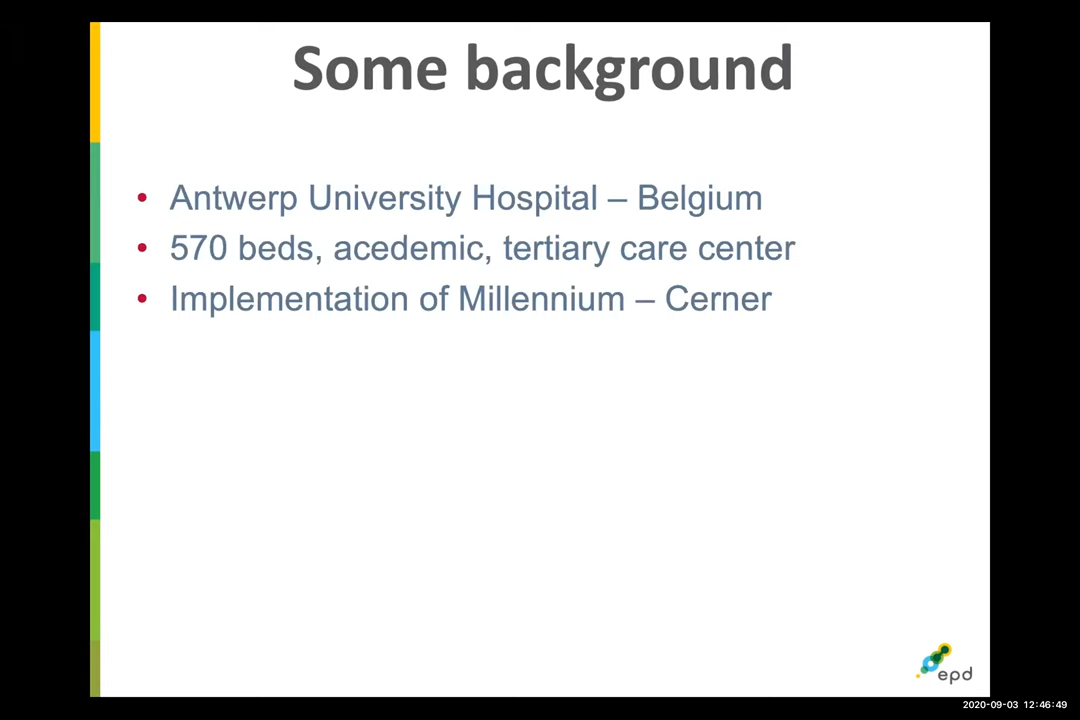 Some background
• Antwerp University Hospital – Belgium
• 570 beds, acedemic, tertiary care center
• Implementation of Millennium – Cerner
epd
2020-09-03 12:46:49